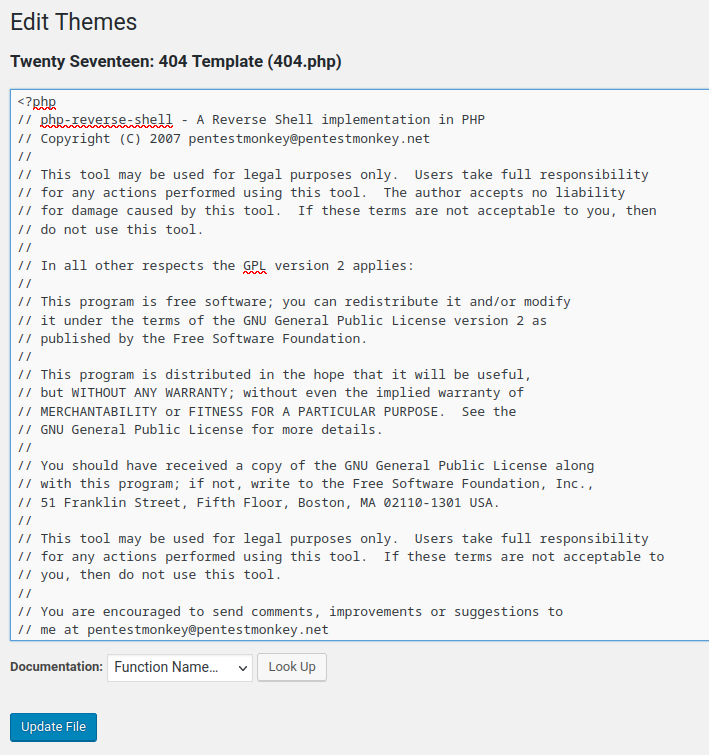 Edit Themes
Twenty Seventeen: 404 Template (404.php)
<?php
// php-reverse-shell - A Reverse Shell implementation in PHP
// Copyright (C) 2007 pentestmonkey@pentestmonkey.net
//
// This tool may be used for legal purposes only.  Users take full responsibility
// for any actions performed using this tool.  The author accepts no liability
// for damage caused by this tool.  If these terms are not acceptable to you, then
// do not use this tool.
//
// In all other respects the GPL version 2 applies:
//
// This program is free software; you can redistribute it and/or modify
// it under the terms of the GNU General Public License version 2 as
// published by the Free Software Foundation.
//
// This program is distributed in the hope that it will be useful,
// but WITHOUT ANY WARRANTY; without even the implied warranty of
// MERCHANTABILITY or FITNESS FOR A PARTICULAR PURPOSE.  See the
// GNU General Public License for more details.
//
// You should have received a copy of the GNU General Public License along
// with this program; if not, write to the Free Software Foundation, Inc.,
// 51 Franklin Street, Fifth Floor, Boston, MA 02110-1301 USA.
//
// This tool may be used for legal purposes only.  Users take full responsibility
// for any actions performed using this tool.  If these terms are not acceptable to
// you, then do not use this tool.
//
// You are encouraged to send comments, improvements or suggestions to
// me at pentestmonkey@pentestmonkey.net
Documentation: Function Name... Look Up
Update File